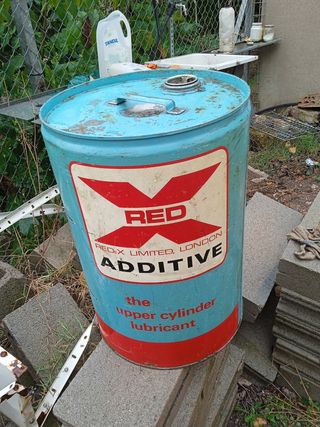 RED
REDeX LIMITED, LONDON
ADDITIVE
the
upper cylinder
lubricant